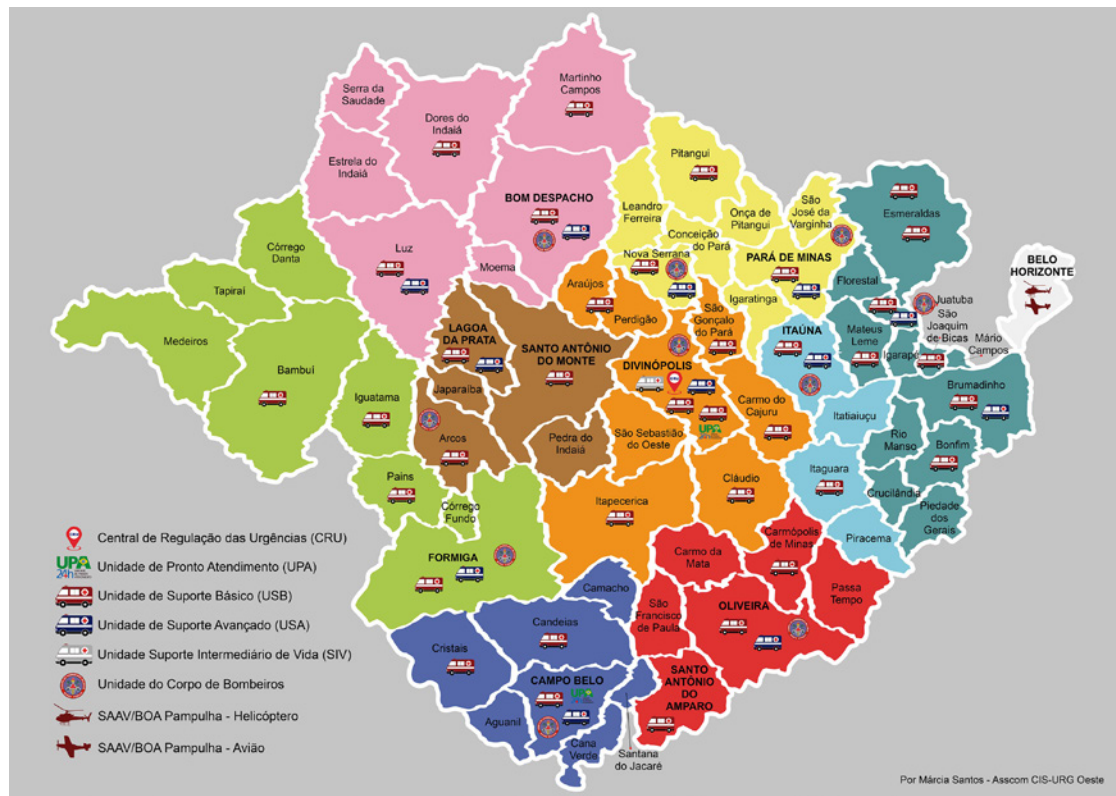 Serra da
Saudade
Dores do
Indaiá
Martinho
Campos
Estrela do
Indaiá
BOM DESPACHO
Luz
Moema
Pitangui
Leandro
Ferreira
Onça de
Pitangui
São
José da
Varginha
Conceição
do Pará
Nova Serrana
PARÁ DE MINAS
Igaratinga
Esmeraldas
Florestal
BELO
HORIZONTE
Juatuba
São
Joaquim
de Bicas
Mário
Campos
Mateus
Leme
Igarapé
Brumadinho
Rio
Manso
Bonfim
Crucilândia
Piedade
dos
Gerais
Córrego
Danta
Tapiraí
Medeiros
Bambuí
Iguatama
Pains
Córrego
Fundo
FORMIGA
LAGOA
DA PRATA
SANTO ANTÔNIO
DO MONTE
Japaraíba
Arcos
Pedra do
Indaiá
Araújos
Perdigão
São
Gonçalo
do Pará
DIVINÓPOLIS
UPA
24h
Carmo do
Cajuru
São Sebastião
do Oeste
Cláudio
Itapecerica
ITAÚNA
Itatiaiuçu
Itaguara
Piracema
Carmo da
Mata
Carmópolis
de Minas
Passa
Tempo
São
Francisco
de Paula
OLIVEIRA
SANTO
ANTÔNIO
DO
AMPARO
Camacho
Candeias
Cristais
CAMPO BELO
UPA
24h
Aguanil
Cana
Verde
Santana
do Jacaré
Central de Regulação das Urgências (CRU)
UPA
24h
Unidade de Pronto Atendimento (UPA)
Unidade de Suporte Básico (USB)
Unidade de Suporte Avançado (USA)
Unidade Suporte Intermediário de Vida (SIV)
Unidade do Corpo de Bombeiros
SAAV/BOA Pampulha - Helicóptero
SAAV/BOA Pampulha - Avião
Por Márcia Santos - Asscom CIS-URG Oeste